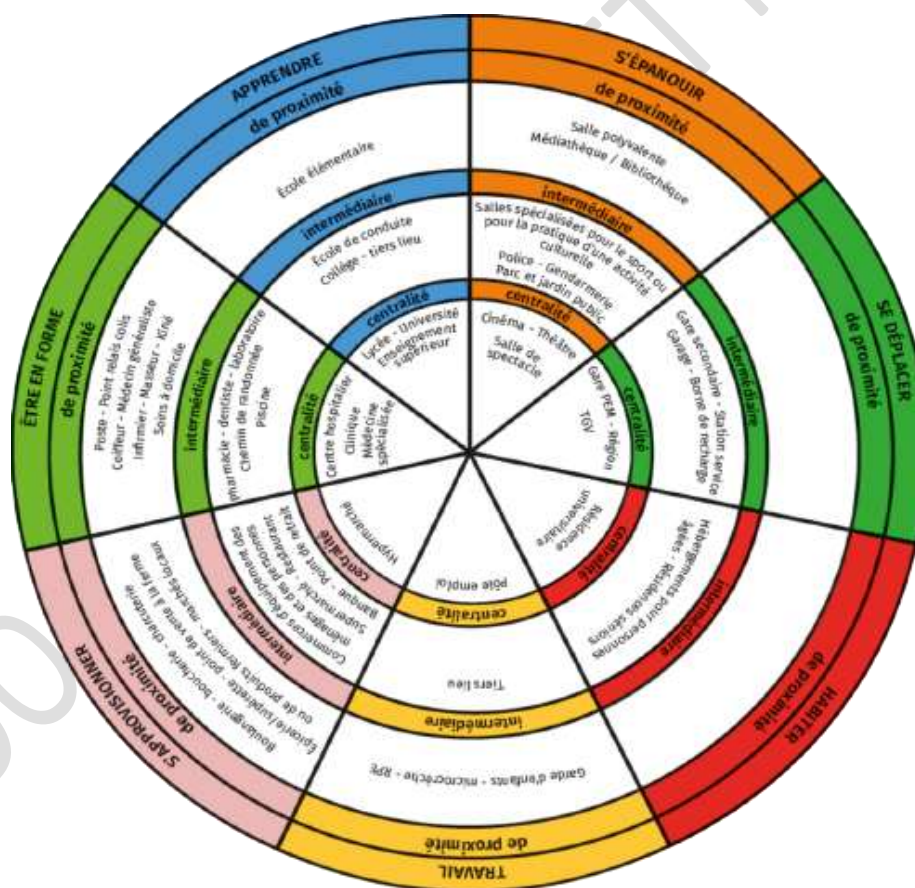 APPRENDRE
de proximité
École élémentaire
intermédiaire
École de conduite
collège - tiers lieu
centralité
Lycée - Université
Enseignement
supérieur
S'ÉPANOUIR
de proximité
Salle polyvalente
Médiathèque / Bibliothèque
intermédiaire
Salles spécialisées pour le sport ou
pour la pratique d'une activité
culturelle
Police - Gendarmerie
Parc et jardin public
centralité
Cinéma - Théâtre
Salle de
spectacle
SE DÉPLACER
de proximité
intermédiaire
Gare secondaire - Station service
Garage - Borne de recharge
centralité
Gare PEM - Région
TGV
HABITER
de proximité
intermédiaire
Hébergements pour personnes
âgées - Résidences séniors
centralité
Résidence
universitaire
TRAVAIL
de proximité
Garde d'enfants - microcrèche - RPE
intermédiaire
Tiers lieu
centralité
pôle emploi
S'APPROVISIONNER
de proximité
Boulangerie - boucherie - charcuterie
Épicerie/supérette - point de vente à la ferme
ou de produits fermiers - marchés locaux
intermédiaire
Commerces d'équipement des
ménages et des personnes
Supermarché - Restaurant
Banque - Point de retrait
centralité
Hypermarché
ÊTRE EN FORME
de proximité
Poste - Point relais colis
Coiffeur - Médecin généraliste
Infirmier - Masseur - Kiné
Soins à domicile
intermédiaire
pharmacie - dentiste - laboratoire
Chemin de randonnée
Piscine
centralité
Centre hospitalier
Clinique
Médecine
spécialisée